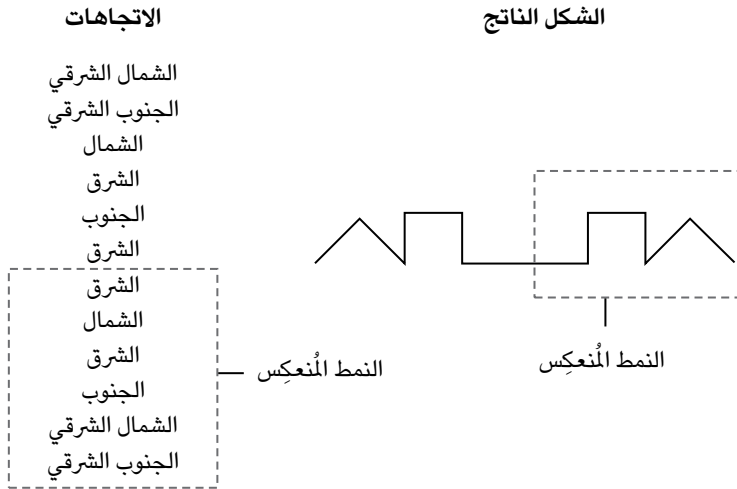 الاتجاهات
الشمال الشرقي
الجنوب الشرقي
الشمال
الشرق
الجنوب
الشرق
الشرق
الشمال
الشرق
الجنوب
الشمال الشرقي
الجنوب الشرقي
النمط المُنعكِس
الشكل الناتج
النمط المُنعكِس